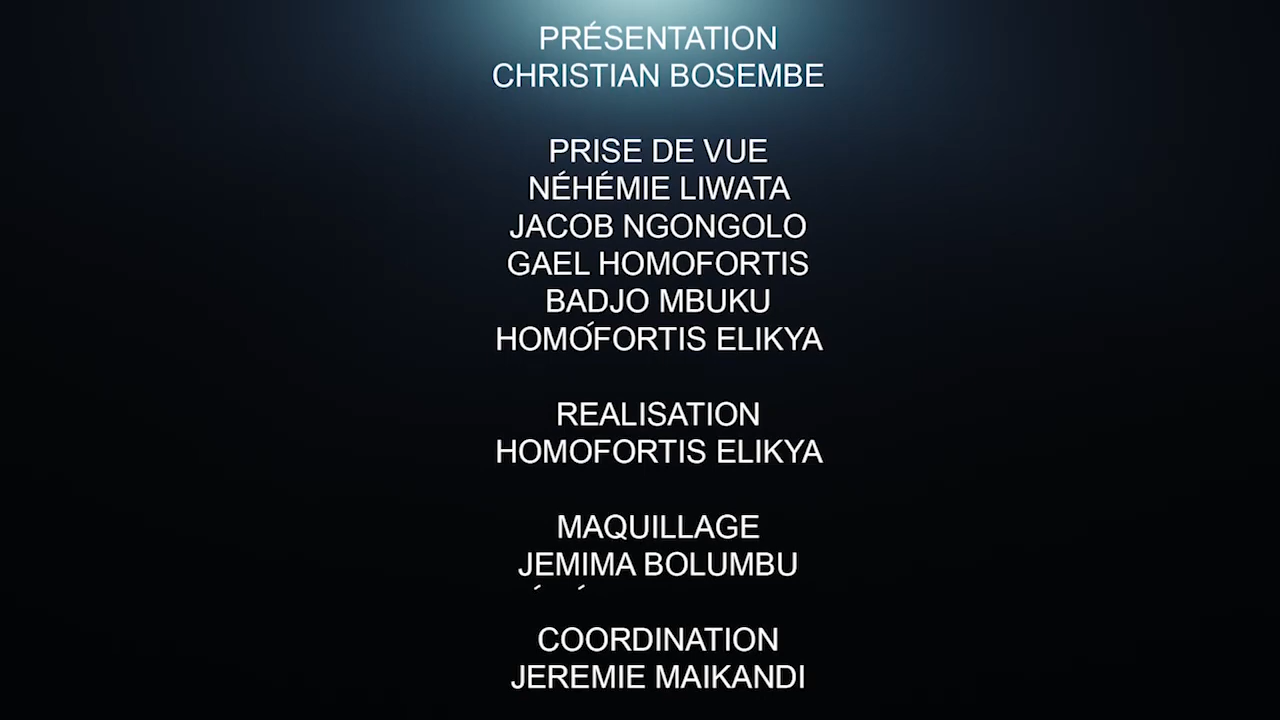 PRÉSENTATION
CHRISTIAN BOSEMBE
PRISE DE VUE
NÉHÉMIE LIWATA
JACOB NGONGOLO
GAEL HOMOFORTIS
BADJO MBUKU
HOMOFORTIS ELIKYA
REALISATION
HOMOFORTIS ELIKYA
MAQUILLAGE
JEMIMA BOLUMBU
COORDINATION
JEREMIE MAIKANDI